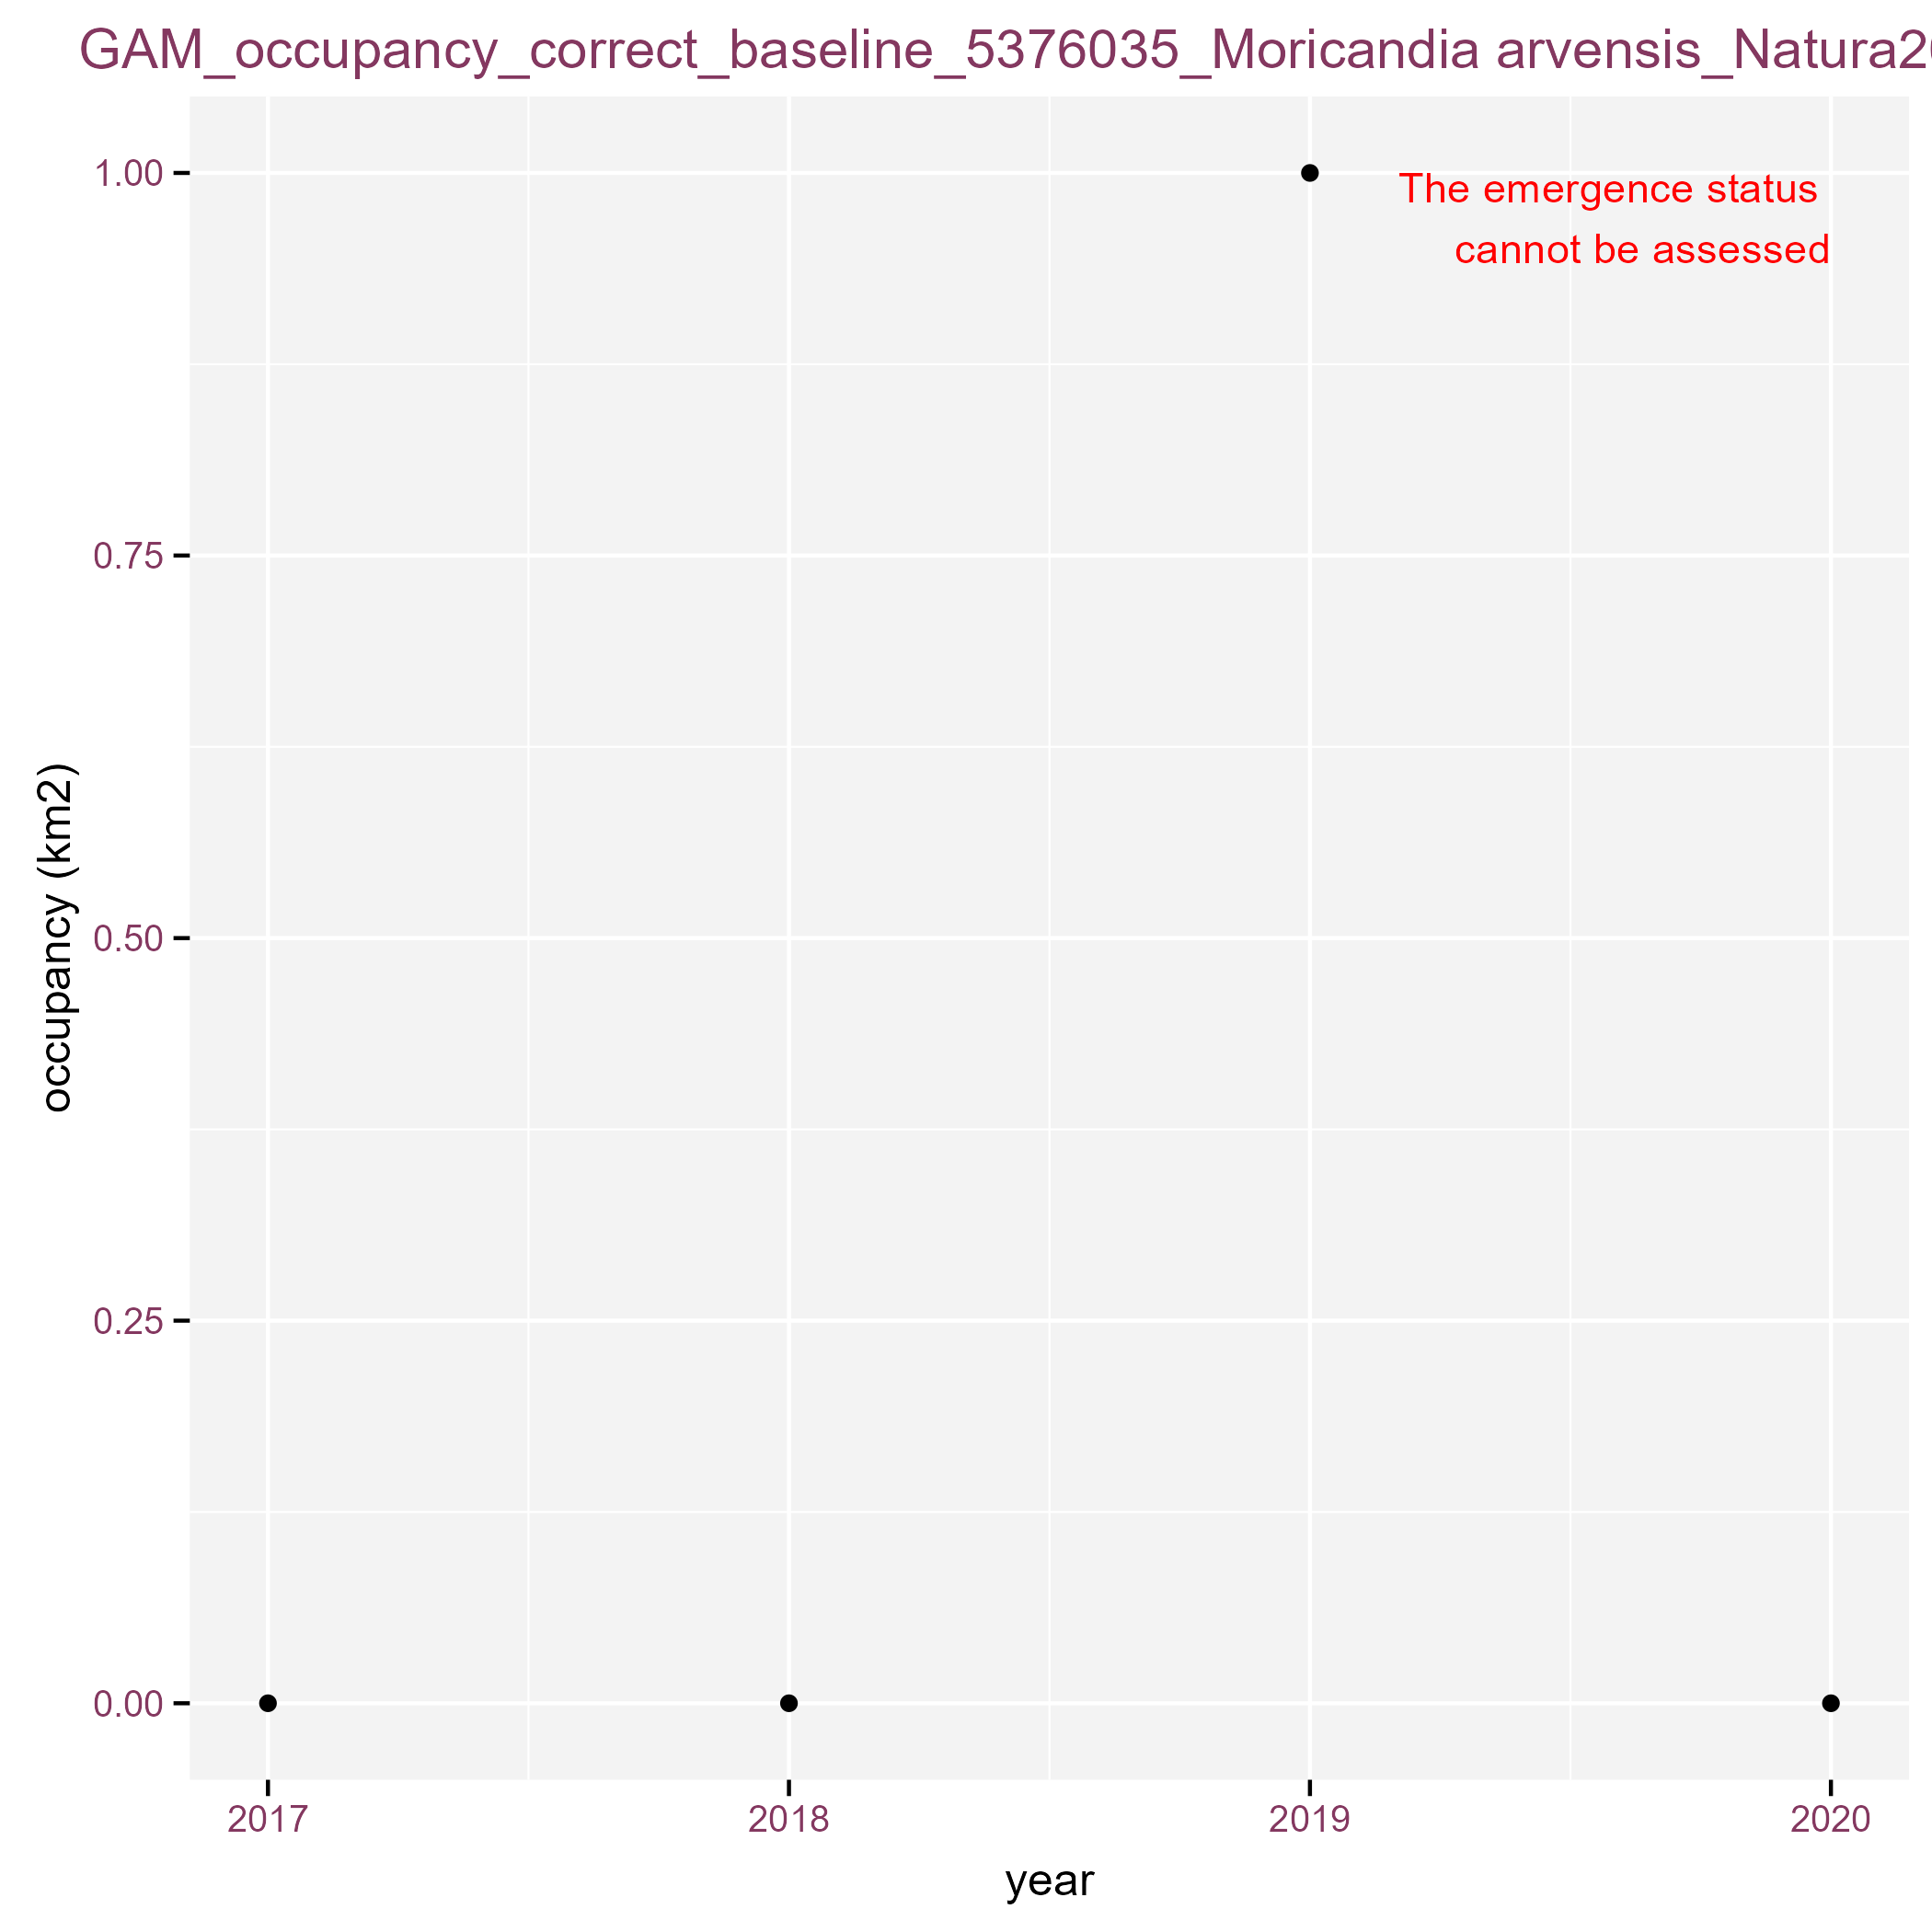 GAM_occupancy_correct_baseline_5376035_Moricandia arvensis_Natura2
1.00
The emergence status
cannot be assessed
0.75
occupancy (km2)
0.50
0.25
0.00
2017 2018 2019 2020
year